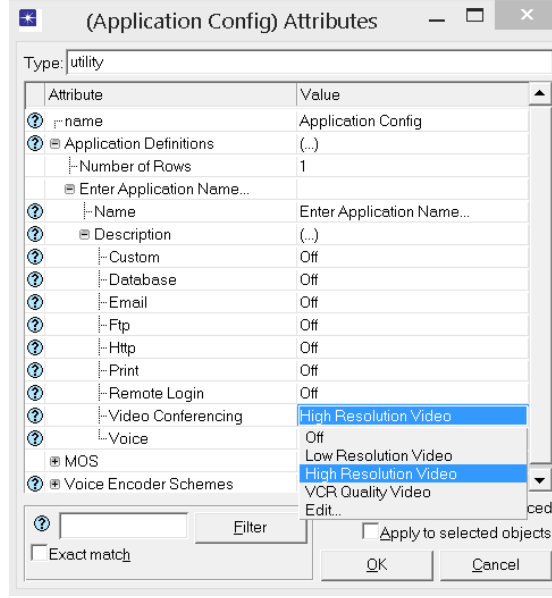 (Application Config) Attributes
Type: utility
Attribute Value
name Application Config
Application Definitions (...)
Number of Rows 1
Enter Application Name...
Name Enter Application Name...
Description (...)
Custom Off
Database Off
Email Off
Ftp Off
Http Off
Print Off
Remote Login Off
Video Conferencing High Resolution Video
Voice Off
Low Resolution Video
MOS High Resolution Video
Voice Encoder Schemes VCR Quality Video
Edit...
Filter
Apply to selected objects
Exact match
OK Cancel